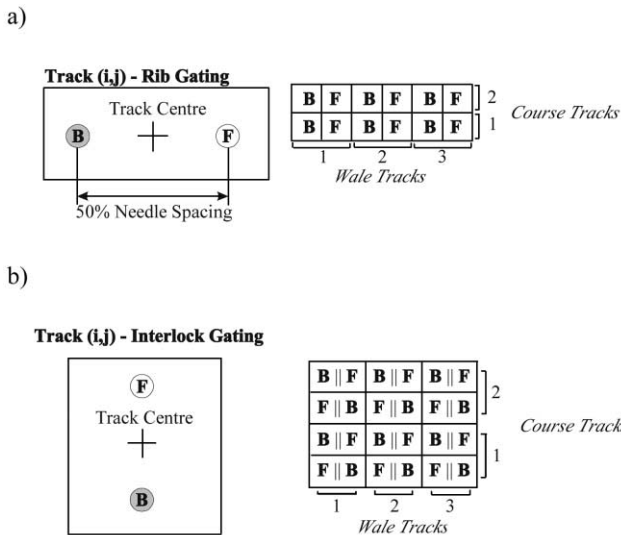 a)
Track (i,j) - Rib Gating
Track Centre
B
F
50% Needle Spacing
B F B F B F
B F B F B F
2
1
Course Tracks
1 2 3
Wale Tracks
b)
Track (i,j) - Interlock Gating
F
Track Centre
B
B || F B || F B || F
F || B F || B F || B
B || F B || F B || F
F || B F || B F || B
2
1
Course Track
1 2 3
Wale Tracks